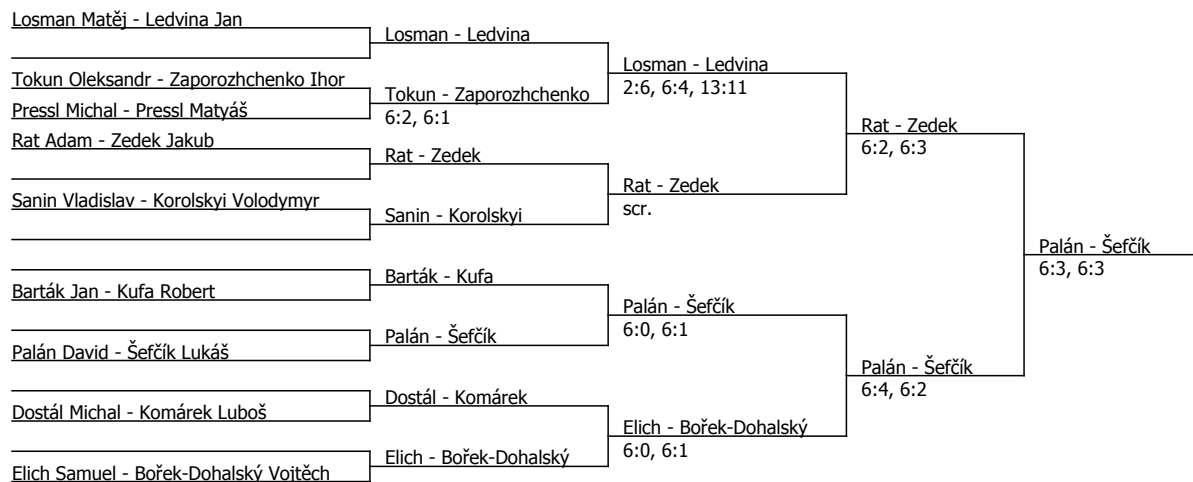 Losman Matěj - Ledvina Jan
Losman - Ledvina
Losman - Ledvina
2:6, 6:4, 13:11
Tokun Oleksandr - Zaporozhchenko Ihor
Tokun - Zaporozhchenko
6:2, 6:1
Pressl Michal - Pressl Matyáš
Rat - Zedek
6:2, 6:3
Rat Adam - Zedek Jakub
Rat - Zedek
Rat - Zedek
scr.
Sanin Vladislav - Korolskyi Volodymyr
Sanin - Korolskyi
Palán - Šefčík
6:3, 6:3
Barták - Kufa
Barták Jan - Kufa Robert
Palán - Šefčík
6:0, 6:1
Palán - Šefčík
Palán David - Šefčík Lukáš
Palán - Šefčík
6:4, 6:2
Dostál - Komárek
Dostál Michal - Komárek Luboš
Elich - Bořek-Dohalský
6:0, 6:1
Elich - Bořek-Dohalský
Elich Samuel - Bořek-Dohalský Vojtěch